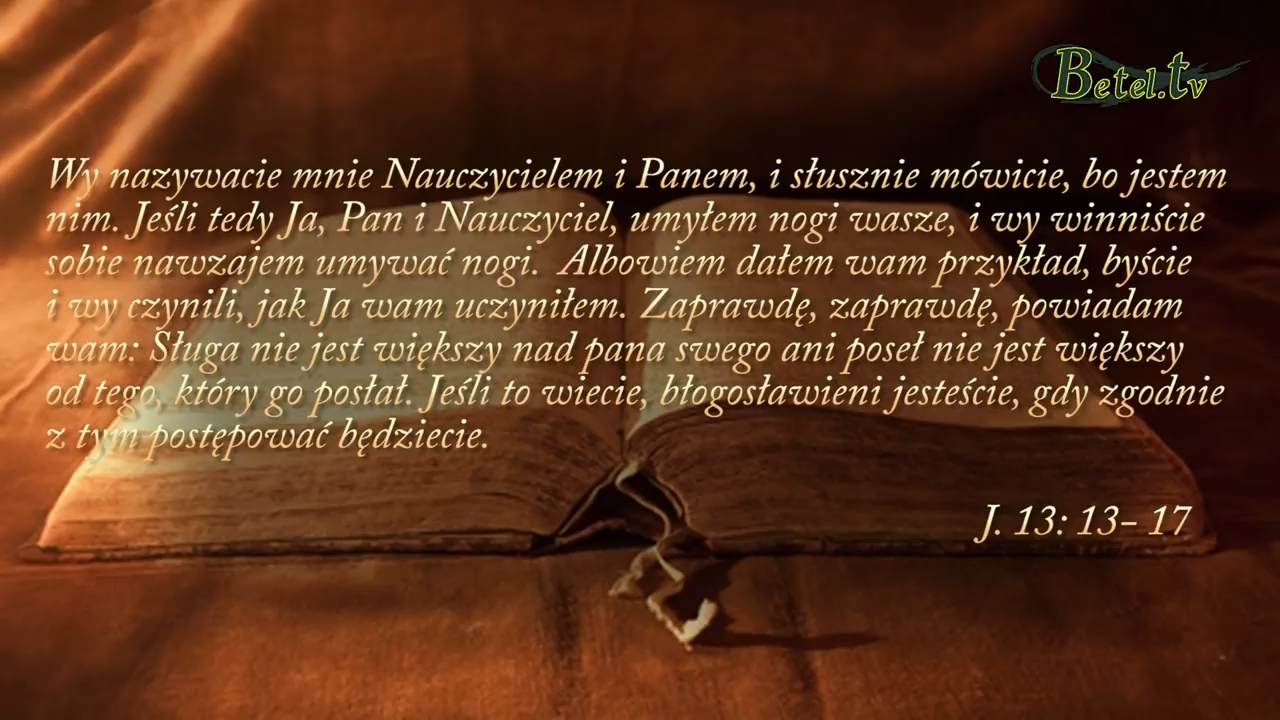 Betel.tv
Wy nazywacie mnie Nauczycielem i Panem, i słusznie mówicie, bo jestem
nim. Jeśli tedy Ja, Pan i Nauczyciel, umyłem nogi wasze, i wy winniście
sobie nawzajem umywać nogi. Albowiem dałem wam przykład, byście
i wy czynili, jak Ja wam uczyniłem. Zaprawdę, zaprawdę, powiadam
wam: Sługa nie jest większy nad pana swego ani poseł nie jest większy
od tego, który go posłał. Jeśli to wiecie, błogosławieni jesteście, gdy zgodnie
z tym postępować będziecie.
J. 13: 13– 17